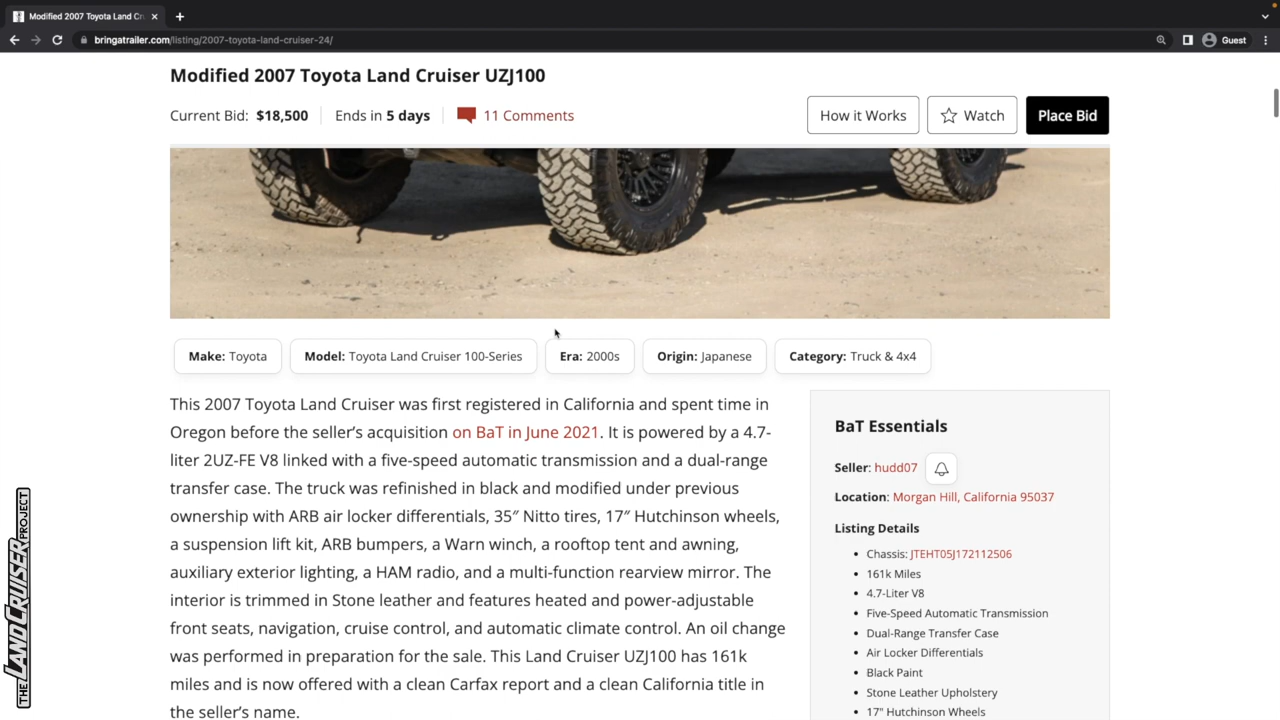 Modified 2007 Toyota Land Cru
bringatrailer.com/listing/2007-toyota-land-cruiser-24/
Guest
Modified 2007 Toyota Land Cruiser UZJ100
Current Bid: $18,500
Ends in 5 days
11 Comments
How it Works
Watch
Place Bid
Make: Toyota
Model: Toyota Land Cruiser 100-Series
Era: 2000s
Origin: Japanese
Category: Truck & 4x4
This 2007 Toyota Land Cruiser was first registered in California and spent time in
Oregon before the seller’s acquisition on BaT in June 2021. It is powered by a 4.7-
liter 2UZ-FE V8 linked with a five-speed automatic transmission and a dual-range
transfer case. The truck was refinished in black and modified under previous
ownership with ARB air locker differentials, 35″ Nitto tires, 17″ Hutchinson wheels,
a suspension lift kit, ARB bumpers, a Warn winch, a rooftop tent and awning,
auxiliary exterior lighting, a HAM radio, and a multi-function rearview mirror. The
interior is trimmed in Stone leather and features heated and power-adjustable
front seats, navigation, cruise control, and automatic climate control. An oil change
was performed in preparation for the sale. This Land Cruiser UZJ100 has 161k
miles and is now offered with a clean Carfax report and a clean California title in
the seller’s name.
BaT Essentials
Seller: hudd07
Location: Morgan Hill, California 95037
Listing Details
Chassis: JTEHT05J172112506
161k Miles
4.7-Liter V8
Five-Speed Automatic Transmission
Dual-Range Transfer Case
Air Locker Differentials
Black Paint
Stone Leather Upholstery
17" Hutchinson Wheels
THE LAND CRUISER PROJECT